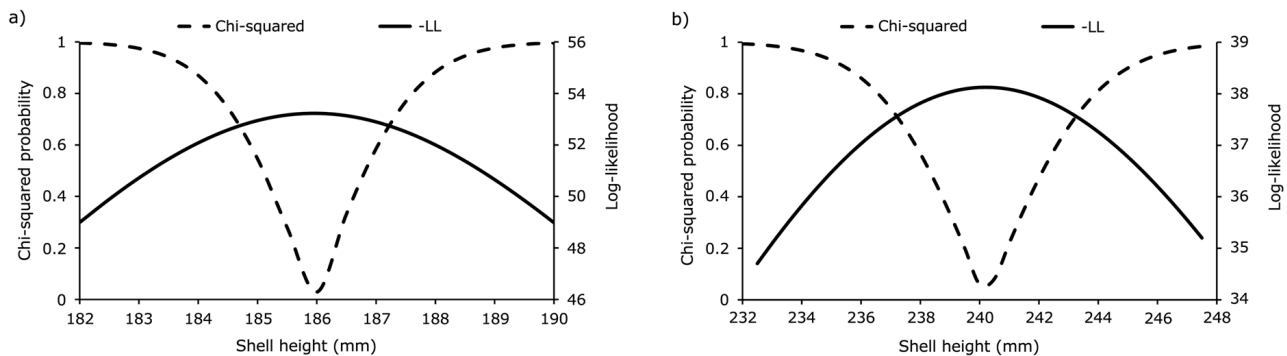 a)
Chi-squared -LL
1 56
0.8 54
0.6 52
0.4 50
0.2 48
0 46
Chi-squared probability
Log-likelihood
182 183 184 185 186 187 188 189 190
Shell height (mm)
b)
Chi-squared -LL
1 39
0.8 38
0.6 37
0.4 36
0.2 35
0 34
Chi-squared probability
Log-likelihood
232 234 236 238 240 242 244 246 248
Shell height (mm)